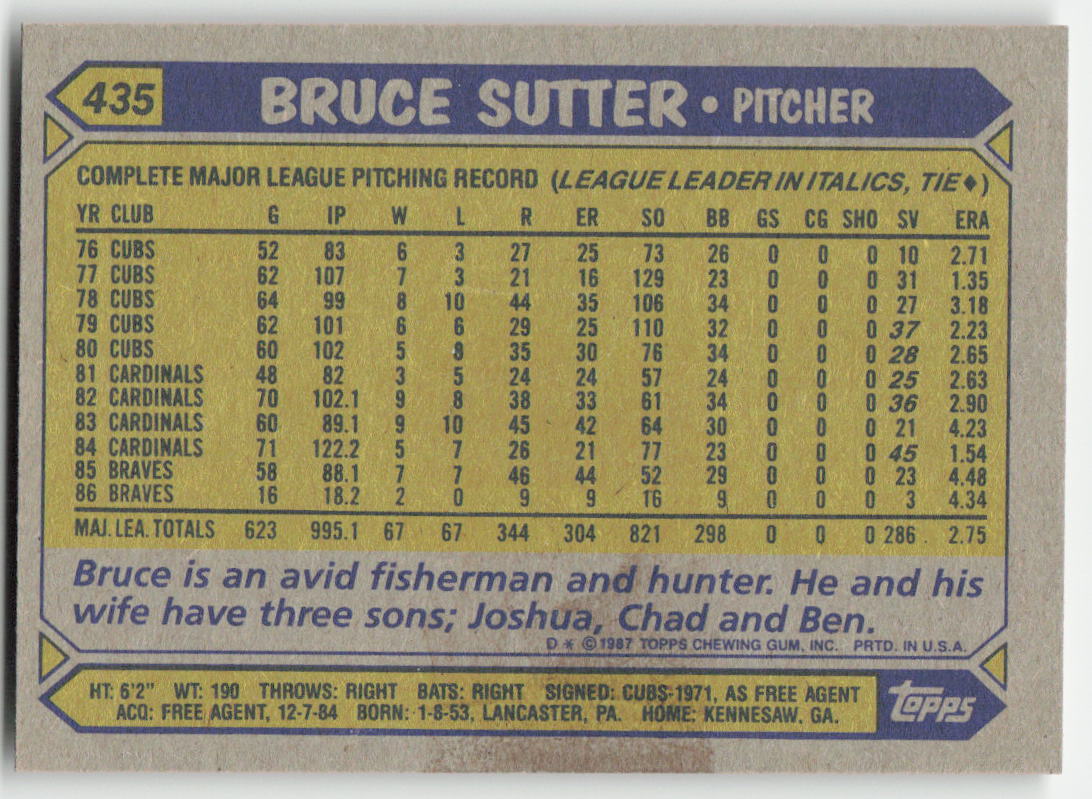 435 BRUCE SUTTER • PITCHER
COMPLETE MAJOR LEAGUE PITCHING RECORD (LEAGUE LEADER IN ITALICS, TIE♦)
YR CLUB G IP W L R ER SO BB GS CG SHO SV ERA
76 CUBS 52 83 6 3 27 25 73 26 0 0 0 10 2.71
77 CUBS 62 107 7 3 21 16 129 23 0 0 0 31 1.35
78 CUBS 64 99 8 10 44 35 106 34 0 0 0 27 3.18
79 CUBS 62 101 6 6 29 25 110 32 0 0 0 37 2.23
80 CUBS 60 102 5 8 35 30 76 34 0 0 0 28 2.65
81 CARDINALS 48 82 3 5 24 24 57 24 0 0 0 25 2.63
82 CARDINALS 70 102.1 9 8 38 33 61 34 0 0 0 36 2.90
83 CARDINALS 60 89.1 9 10 45 42 64 30 0 0 0 21 4.23
84 CARDINALS 71 122.2 5 7 26 21 77 23 0 0 0 45 1.54
85 BRAVES 58 88.1 7 7 46 44 52 29 0 0 0 23 4.48
86 BRAVES 16 18.2 2 0 9 9 16 9 0 0 0 3 4.34
MAJ. LEA. TOTALS 623 995.1 67 67 344 304 821 298 0 0 0 286 2.75
Bruce is an avid fisherman and hunter. He and his
wife have three sons; Joshua, Chad and Ben.
D * © 1987 TOPPS CHEWING GUM, INC. PRTD. IN U.S.A.
HT: 6'2" WT: 190 THROWS: RIGHT BATS: RIGHT SIGNED: CUBS-1971, AS FREE AGENT
ACQ: FREE AGENT, 12-7-84 BORN: 1-8-53, LANCASTER, PA. HOME: KENNESAW, GA.
topps